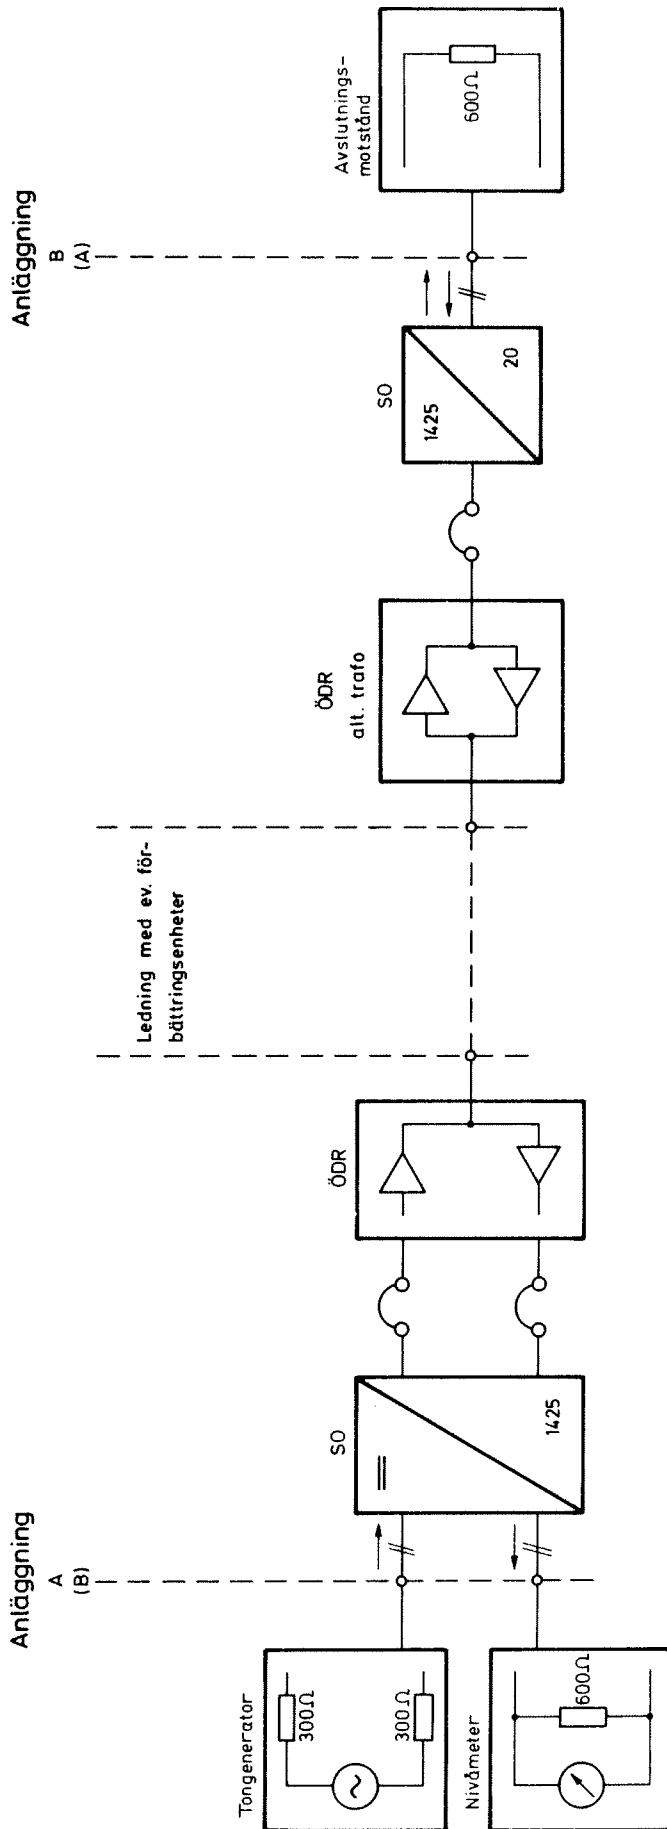 Anläggning
A
(B)
Anläggning
B
(A)
Tongenerator
300Ω
300Ω
Nivåmeter
600Ω
SO
=
1425
ÖDR
Ledning med ev. för-
bättringsenheter
ÖDR
alt. trafo
SO
1425
20
Avslutnings-
motstånd
600Ω